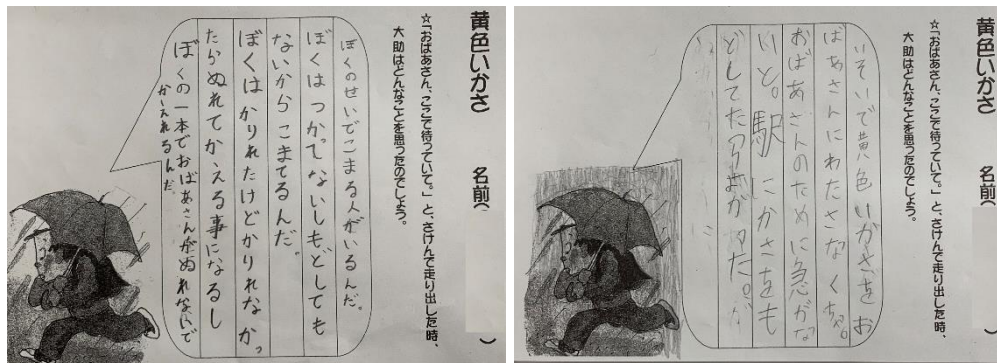 黄色いかさ　名前（　）
☆「おばあさん、ここで待っていて。」と、さけんで走り出した時、
大助はどんなことを思ったのでしょう。
ぼくのせいでこまる人がいるんだ。
ぼくはつかってないしもどしても
ないからこまてるんだ。
ぼくはかりれたけどかりれなかっ
たらぬれてかえる事になるし
ぼくの一本でおばあさんがぬれないで
かえれるんだ。
黄色いかさ　名前（　）
☆「おばあさん、ここで待っていて。」と、さけんで走り出した時、
大助はどんなことを思ったのでしょう。
いそいで黄色いかさをお
ばあさんにわたさなくちゃ。
おばあさんのために急がな
いと。駅にかさをも
どしてた方がよかった。